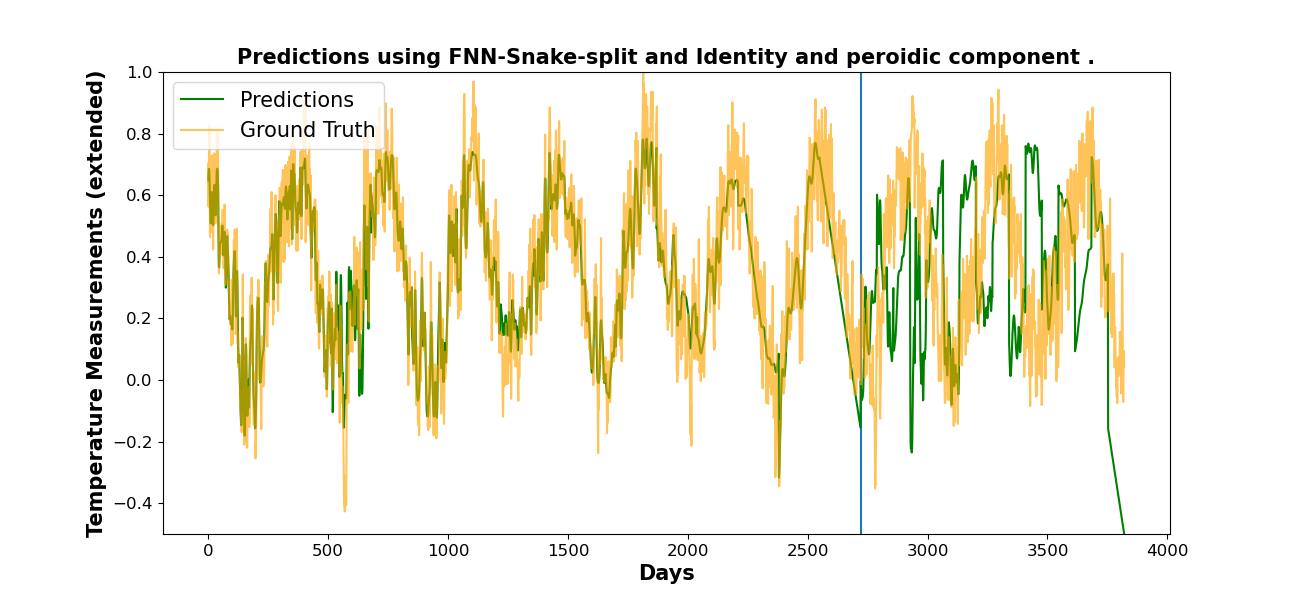 Predictions using FNN-Snake-split and Identity and peroidic component .
Temperature Measurements (extended)
1.0
0.8
0.6
0.4
0.2
0.0
−0.2
−0.4
Predictions
Ground Truth
0 500 1000 1500 2000 2500 3000 3500 4000
Days